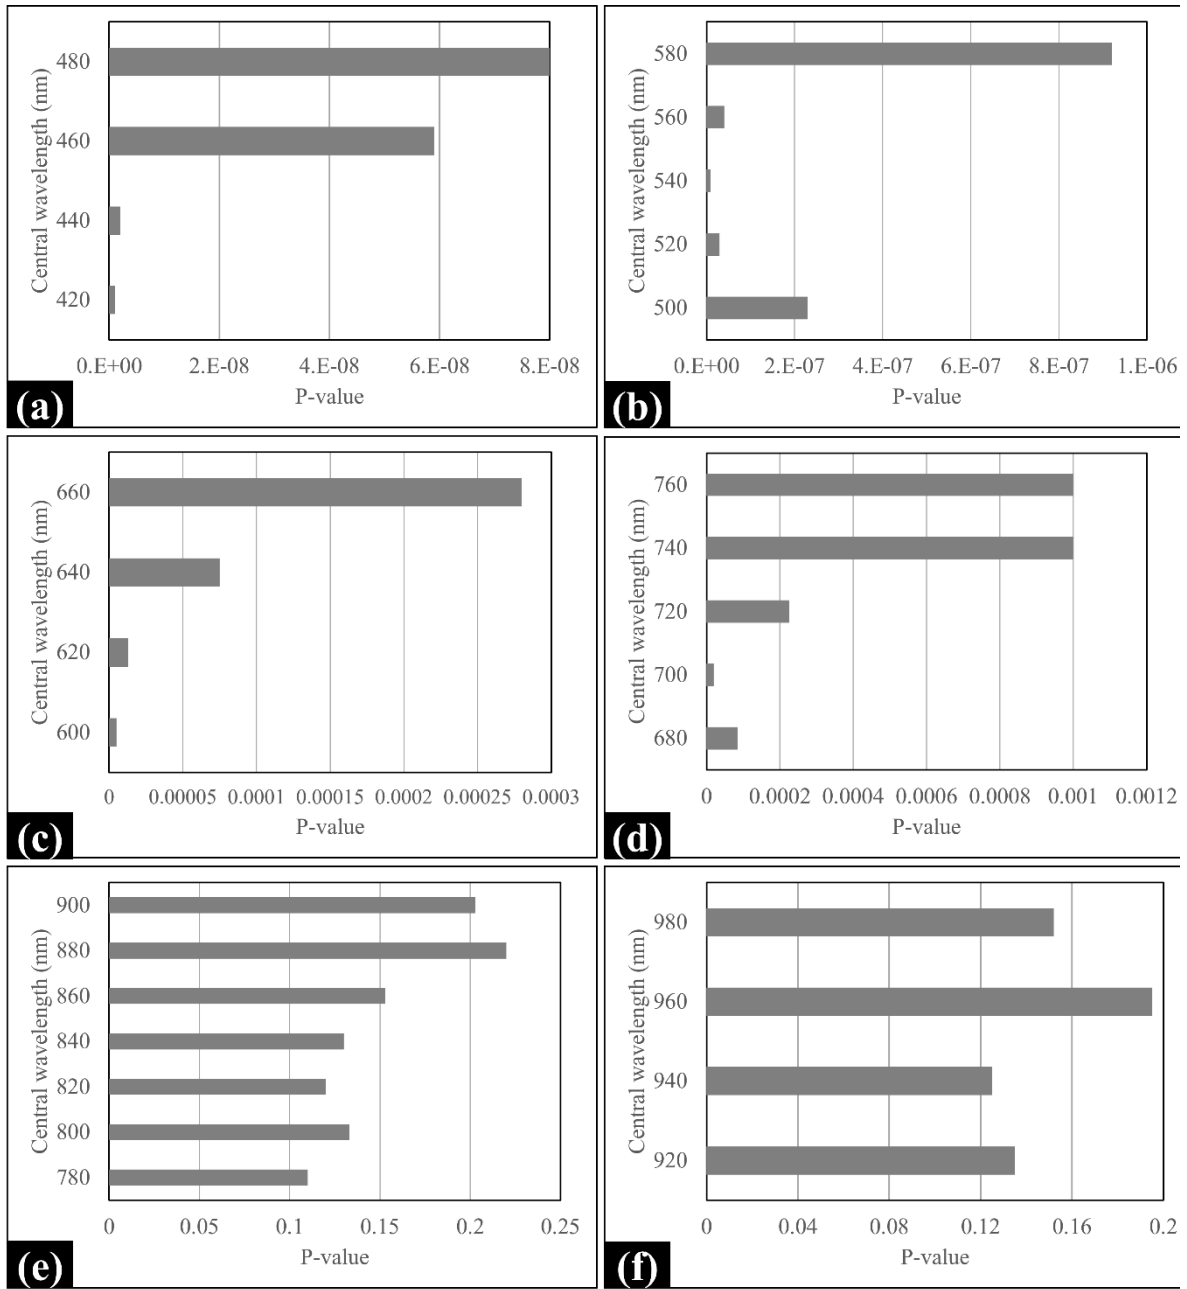 Central wavelength (nm)
480
460
440
420
0.E+00 2.E-08 4.E-08 6.E-08 8.E-08
P-value
(a)
Central wavelength (nm)
580
560
540
520
500
0.E+00 2.E-07 4.E-07 6.E-07 8.E-07 1.E-06
P-value
(b)
Central wavelength (nm)
660
640
620
600
0 0.00005 0.0001 0.00015 0.0002 0.00025 0.0003
P-value
(c)
Central wavelength (nm)
760
740
720
700
680
0 0.0002 0.0004 0.0006 0.0008 0.001 0.0012
P-value
(d)
Central wavelength (nm)
900
880
860
840
820
800
780
0 0.05 0.1 0.15 0.2 0.25
P-value
(e)
Central wavelength (nm)
980
960
940
920
0 0.04 0.08 0.12 0.16 0.2
P-value
(f)